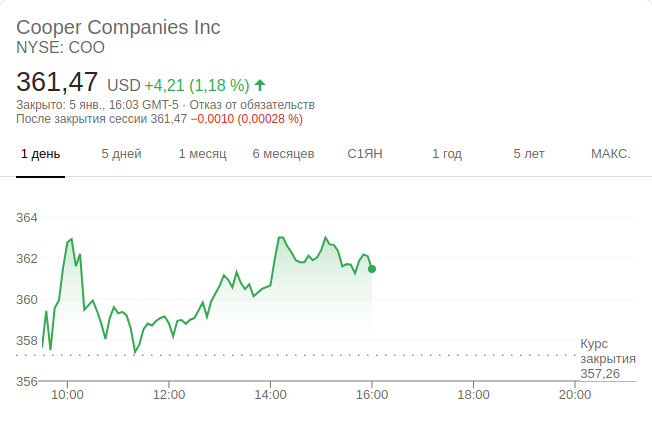 Cooper Companies Inc
NYSE: COO
361,47 USD +4,21 (1,18 %)
Закрыто: 5 янв., 16:03 GMT-5 · Отказ от обязательств
После закрытия сессии 361,47 −0,0010 (0,00028 %)
1 день 5 дней 1 месяц 6 месяцев С1ЯН 1 год 5 лет МАКС.
364
362
360
358
Курс
закрытия
357,26
356
10:00 12:00 14:00 16:00 18:00 20:00